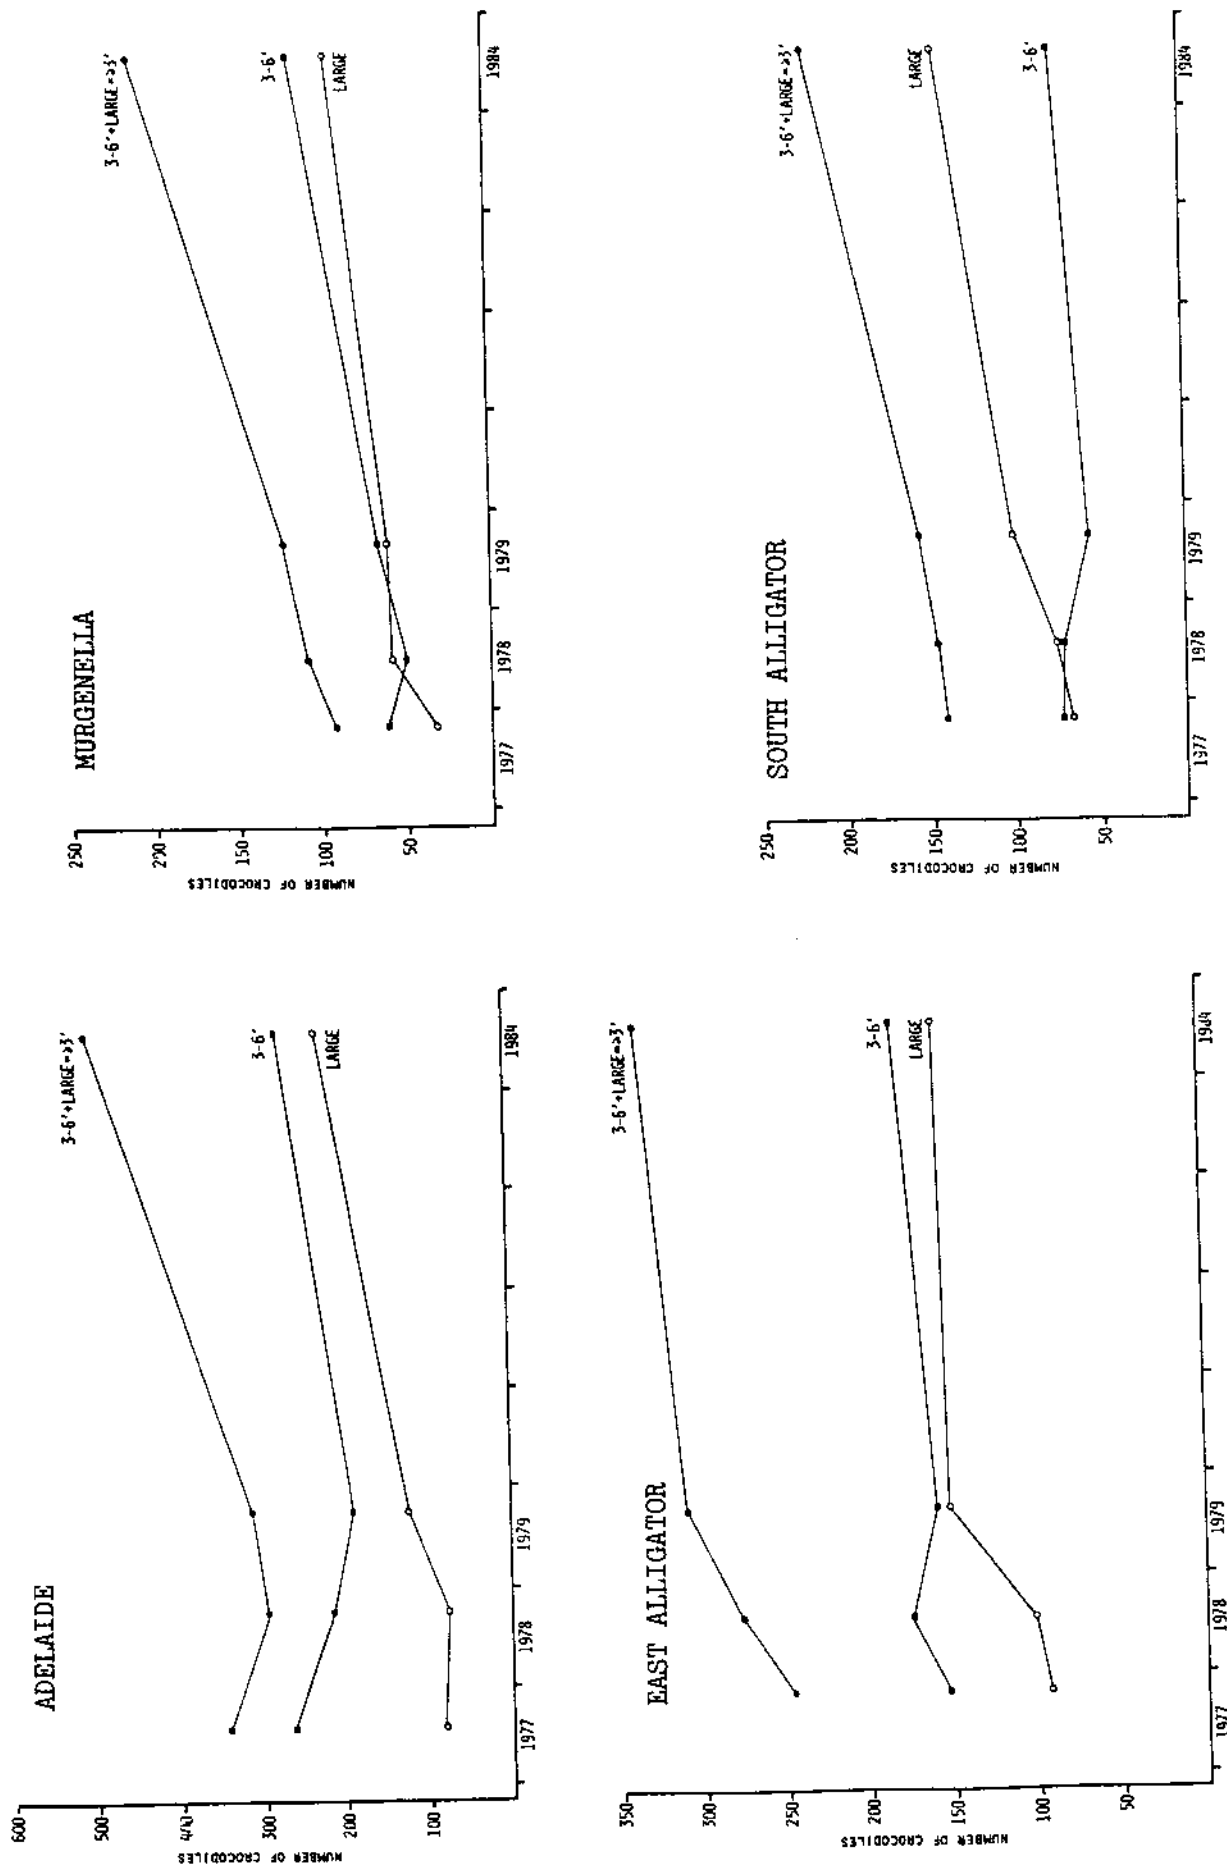 ADELAIDE
600
500
400
300
200
100
NUMBER OF CROCODILES
3-6'+LARGE=≥3'
3-6'
LARGE
1977
1978
1979
1984
MURGENELLA
250
200
150
100
50
NUMBER OF CROCODILES
3-6'+LARGE=≥3'
3-6'
LARGE
1977
1978
1979
1984
EAST ALLIGATOR
350
300
250
200
150
100
50
NUMBER OF CROCODILES
3-6'+LARGE=≥3'
3-6'
LARGE
1977
1978
1979
1984
SOUTH ALLIGATOR
250
200
150
100
50
NUMBER OF CROCODILES
3-6'+LARGE=≥3'
LARGE
3-6'
1977
1978
1979
1984